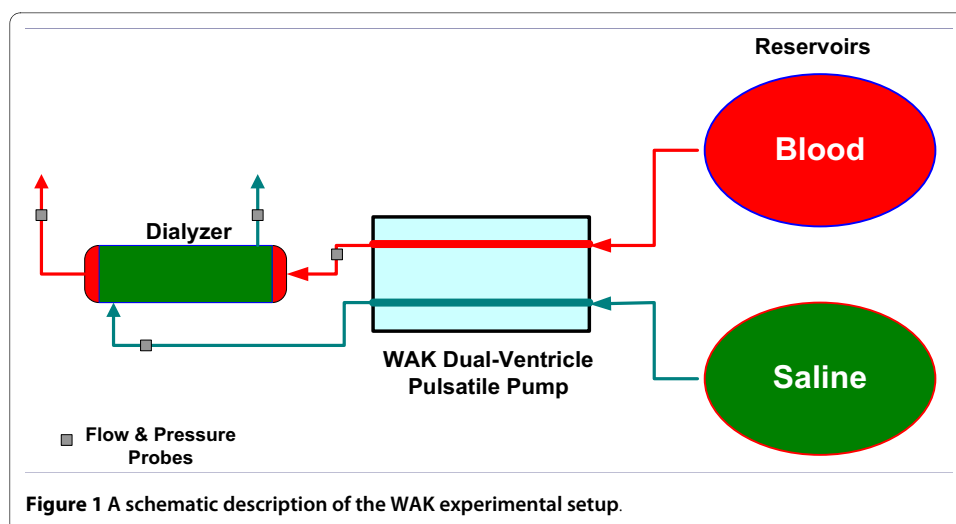 Reservoirs
Blood
Dialyzer
WAK Dual-Ventricle
Pulsatile Pump
Saline
Flow & Pressure
Probes
Figure 1 A schematic description of the WAK experimental setup.